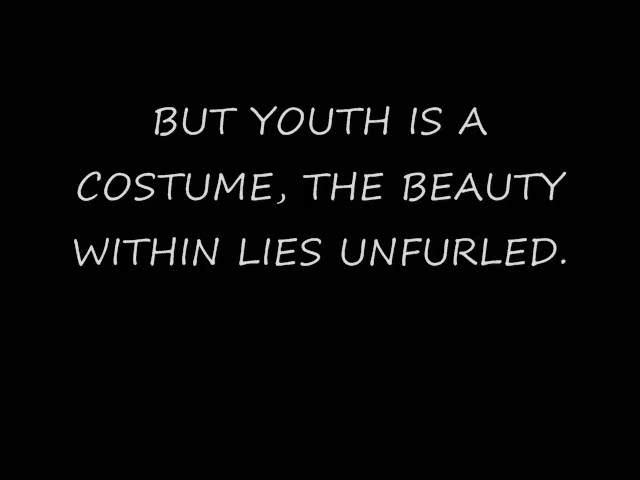 BUT YOUTH IS A
COSTUME, THE BEAUTY
WITHIN LIES UNFURLED.